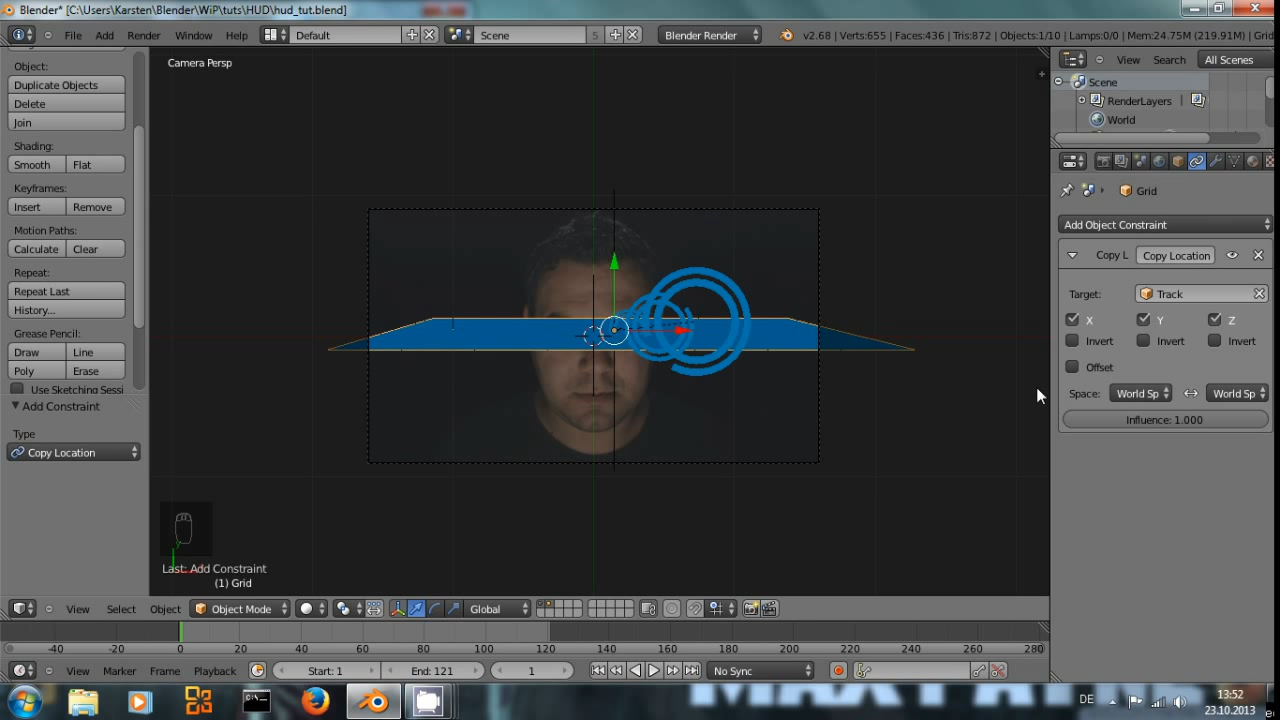 Blender* [C:\Users\Karsten\Blender\WiP\tuts\HUD\hud_tut.blend]
File Add Render Window Help Default Scene 5 Blender Render v2.68 | Verts:655 | Faces:436 | Tris:872 | Objects:1/10 | Lamps:0/0 | Mem:24.75M (219.91M) | Grid
Object:
Duplicate Objects
Delete
Join
Shading:
Smooth Flat
Keyframes:
Insert Remove
Motion Paths:
Calculate Clear
Repeat:
Repeat Last
History...
Grease Pencil:
Draw Line
Poly Erase
Use Sketching Sessi
Add Constraint
Type
Copy Location
Camera Persp
Last: Add Constraint
(1) Grid
View Search All Scenes
Scene
RenderLayers
World
Grid
Add Object Constraint
Copy L Copy Location
Target: Track
X Y Z
Invert Invert Invert
Offset
Space: World Sp World Sp
Influence: 1.000
View Select Object Object Mode Global
-40 -20 0 20 40 60 80 100 120 140 160 180 200 220 240 260 280
View Marker Frame Playback Start: 1 End: 121 1 No Sync
DE 13:52
23.10.2013